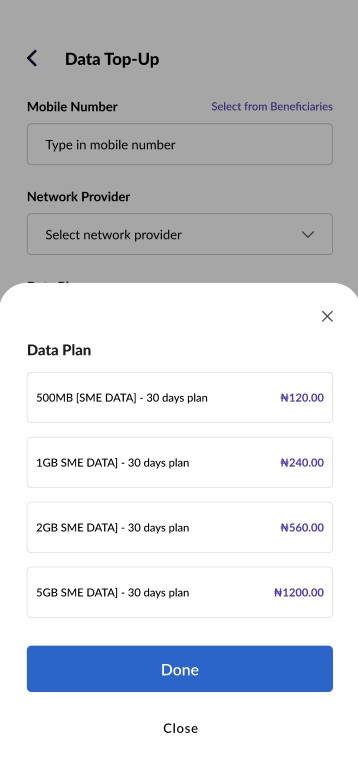 Data Top-Up
Mobile Number Select from Beneficiaries
Type in mobile number
Network Provider
Select network provider
Data Plan
500MB [SME DATA] - 30 days plan ₦120.00
1GB SME DATA] - 30 days plan ₦240.00
2GB SME DATA] - 30 days plan ₦560.00
5GB SME DATA] - 30 days plan ₦1200.00
Done
Close